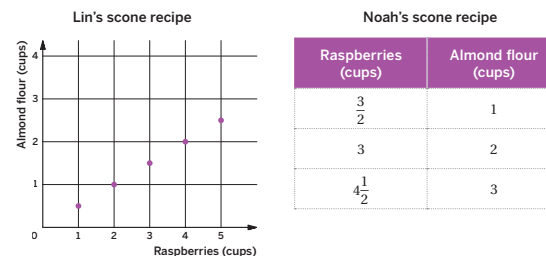 Lin's scone recipe
Almond flour (cups)
4
3
2
1
0 1 2 3 4 5
Raspberries (cups)
Noah's scone recipe
Raspberries (cups) Almond flour (cups)
3/2 1
3 2
4 1/2 3